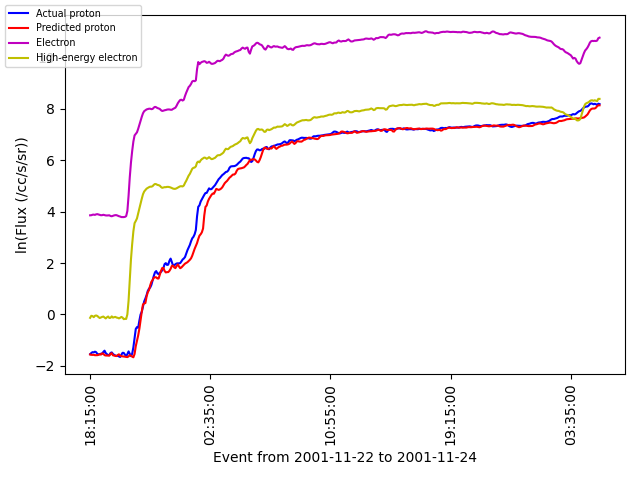 Actual proton
Predicted proton
Electron
High-energy electron
ln(Flux (/cc/s/sr))
8
6
4
2
0
−2
18:15:00
02:35:00
10:55:00
19:15:00
03:35:00
Event from 2001-11-22 to 2001-11-24